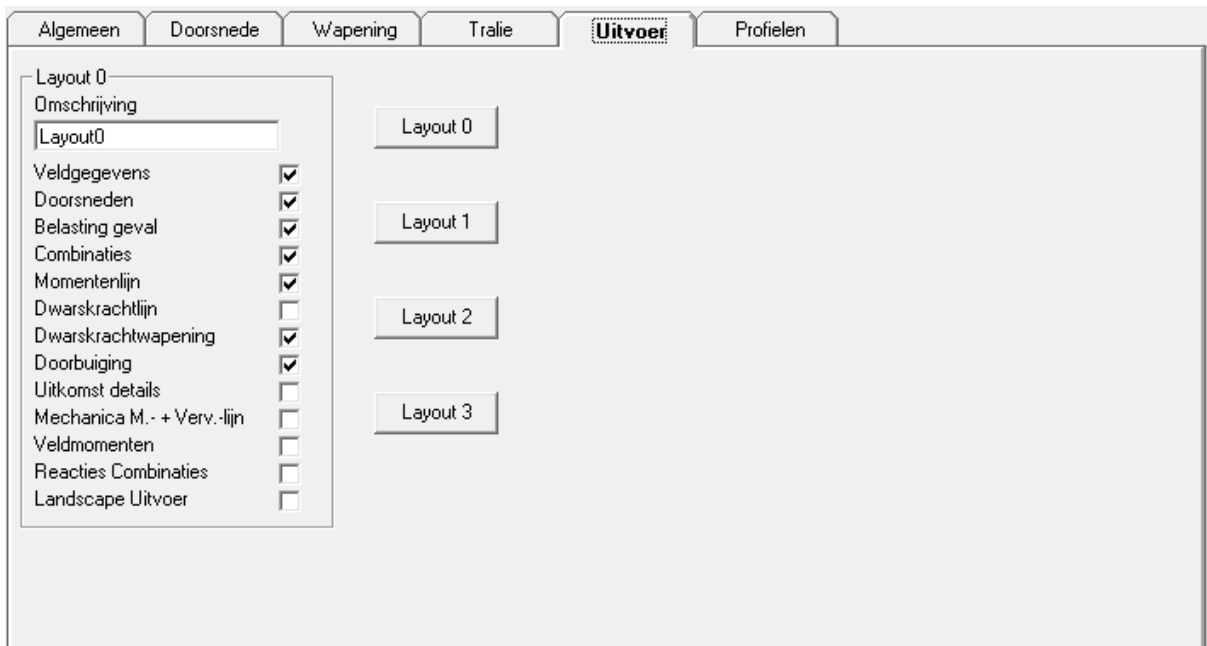 Algemeen Doorsnede Wapening Tralie Uitvoer Profielen
Layout 0
Omschrijving
Layout0
Veldgegevens
Doorsneden
Belasting geval
Combinaties
Momentenlijn
Dwarskrachtlijn
Dwarskrachtwapening
Doorbuiging
Uitkomst details
Mechanica M.- + Verv.-lijn
Veldmomenten
Reacties Combinaties
Landscape Uitvoer
Layout 0
Layout 1
Layout 2
Layout 3